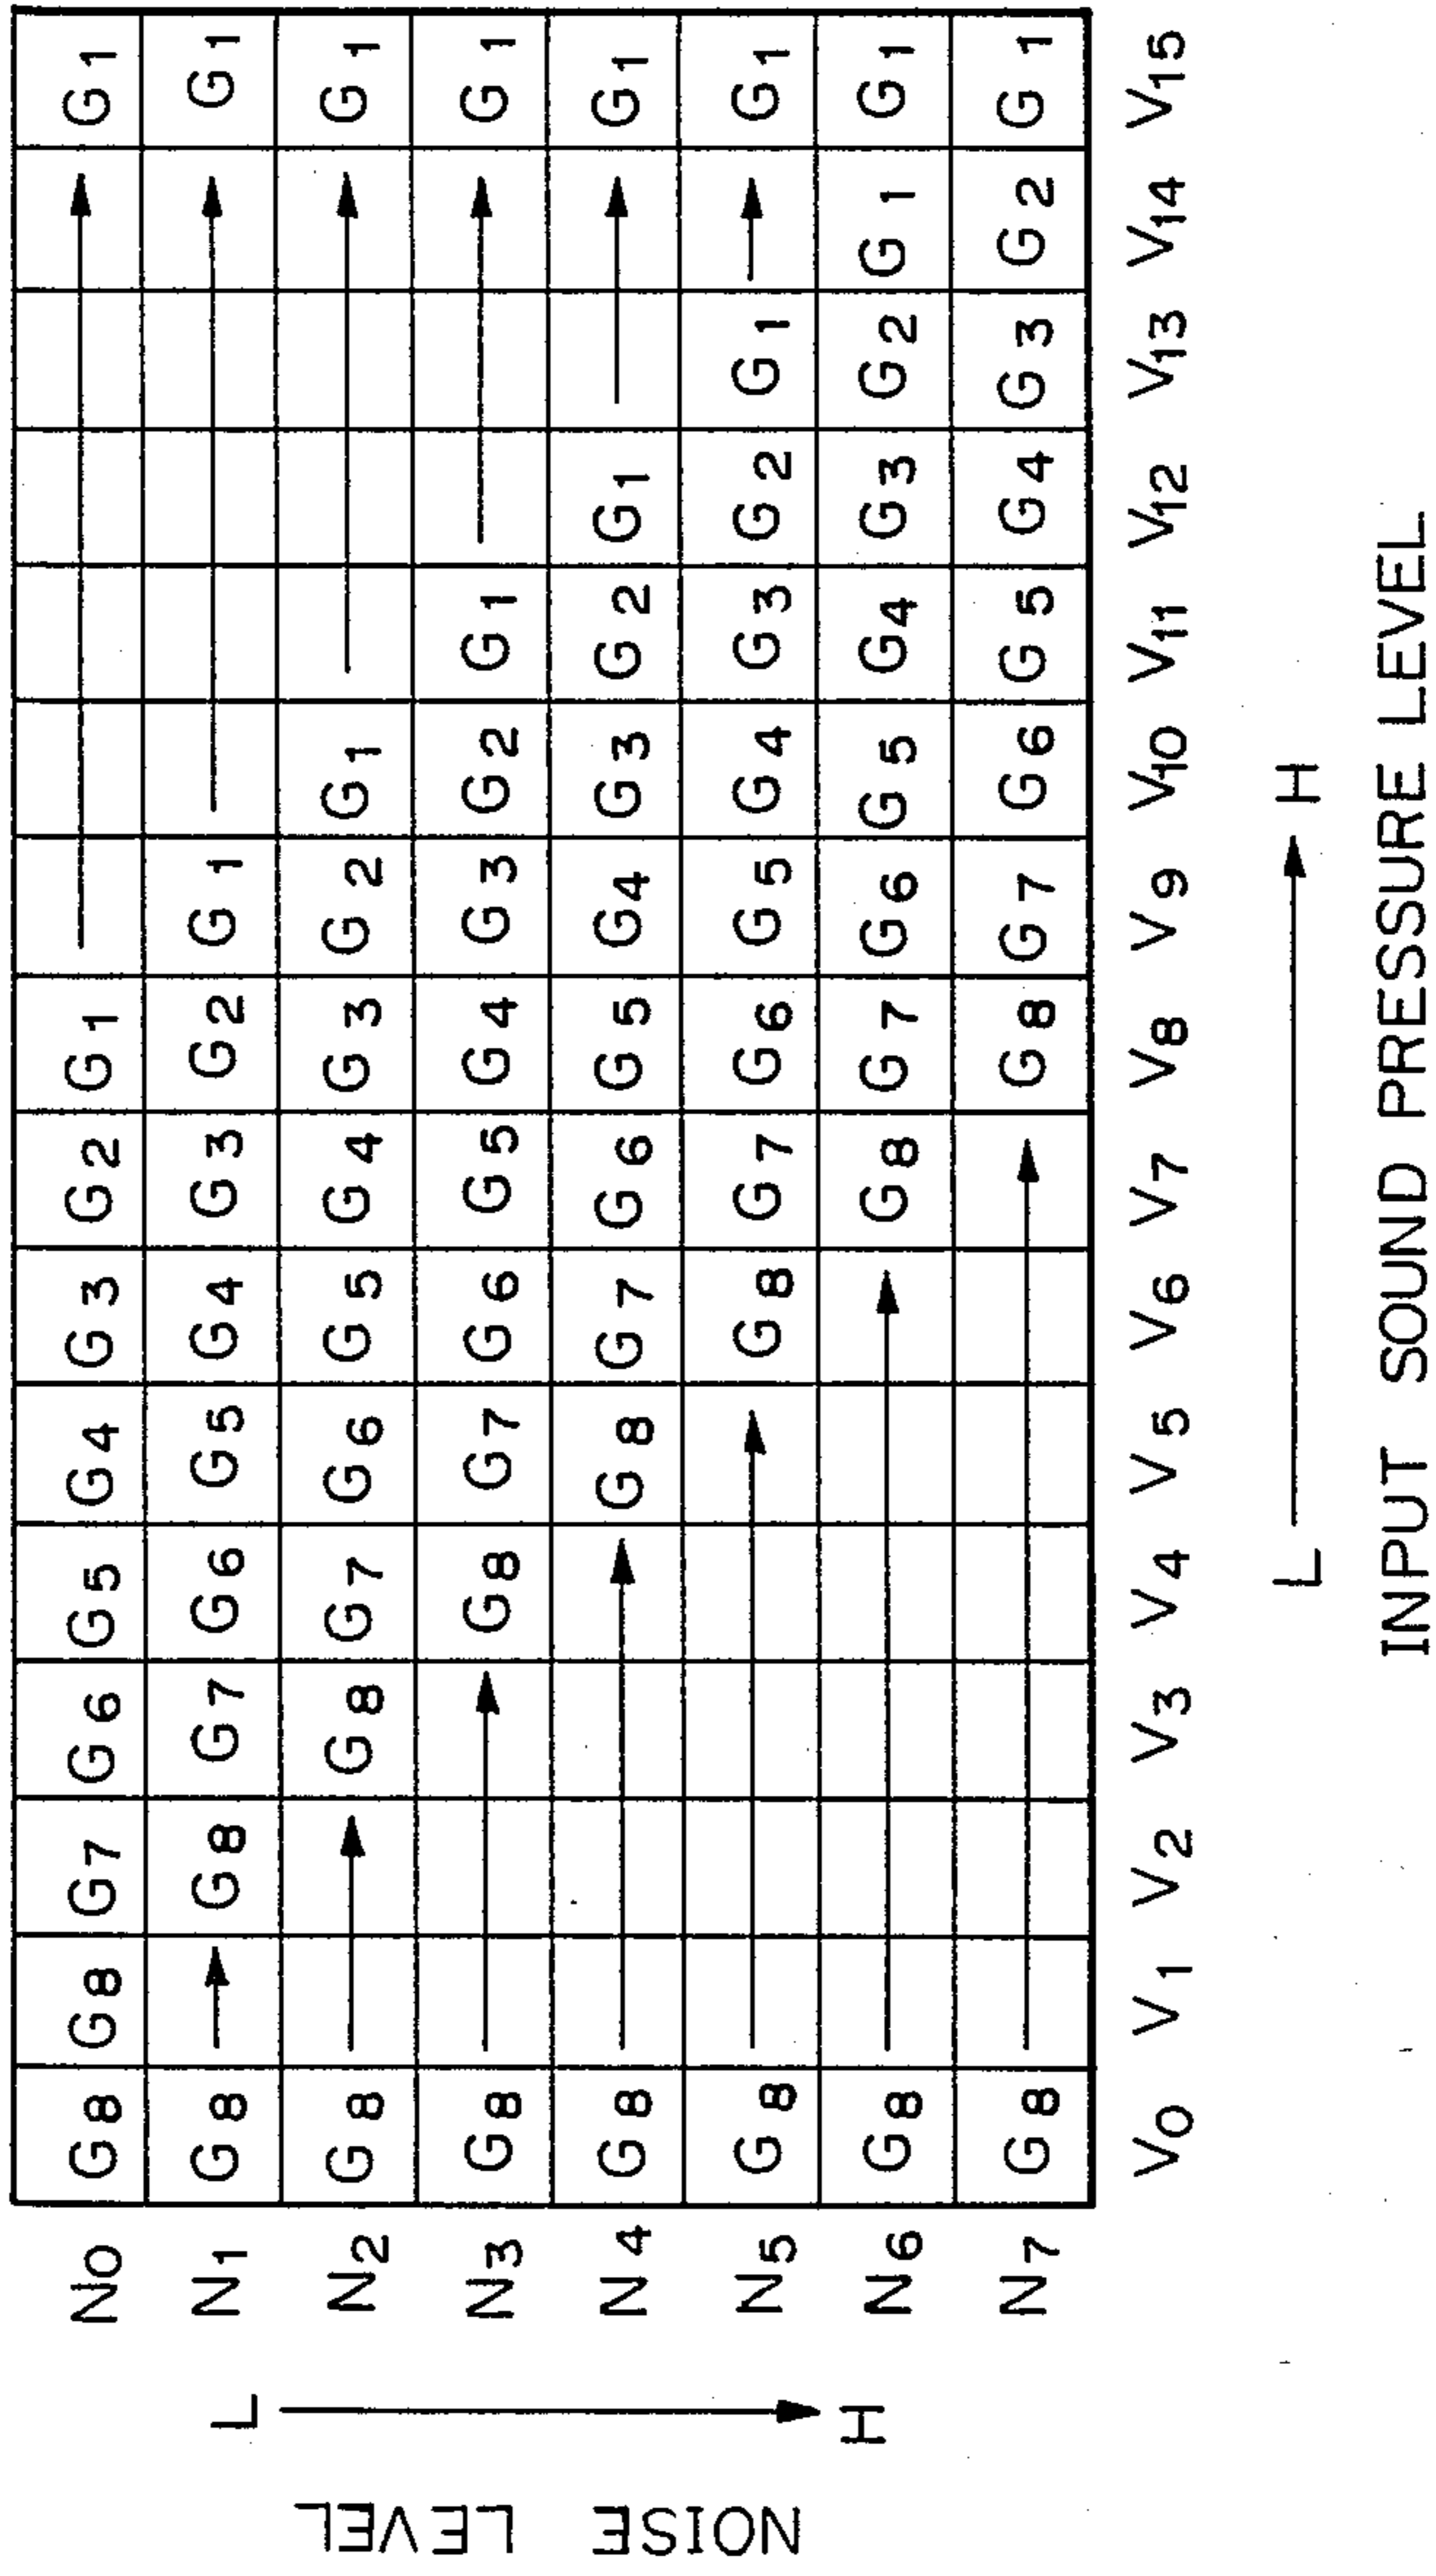 N0 G8 G8 G7 G6 G5 G4 G3 G2 G1 G1
N1 G8 G8 G7 G6 G5 G4 G3 G2 G1 G1
N2 G8 G8 G7 G6 G5 G4 G3 G2 G1 G1
N3 G8 G8 G7 G6 G5 G4 G3 G2 G1 G1
N4 G8 G8 G7 G6 G5 G4 G3 G2 G1 G1
N5 G8 G8 G7 G6 G5 G4 G3 G2 G1 G1
N6 G8 G8 G7 G6 G5 G4 G3 G2 G1 G1
N7 G8 G8 G7 G6 G5 G4 G3 G2 G1
V0 V1 V2 V3 V4 V5 V6 V7 V8 V9 V10 V11 V12 V13 V14 V15
L H
INPUT SOUND PRESSURE LEVEL
L H
NOISE LEVEL